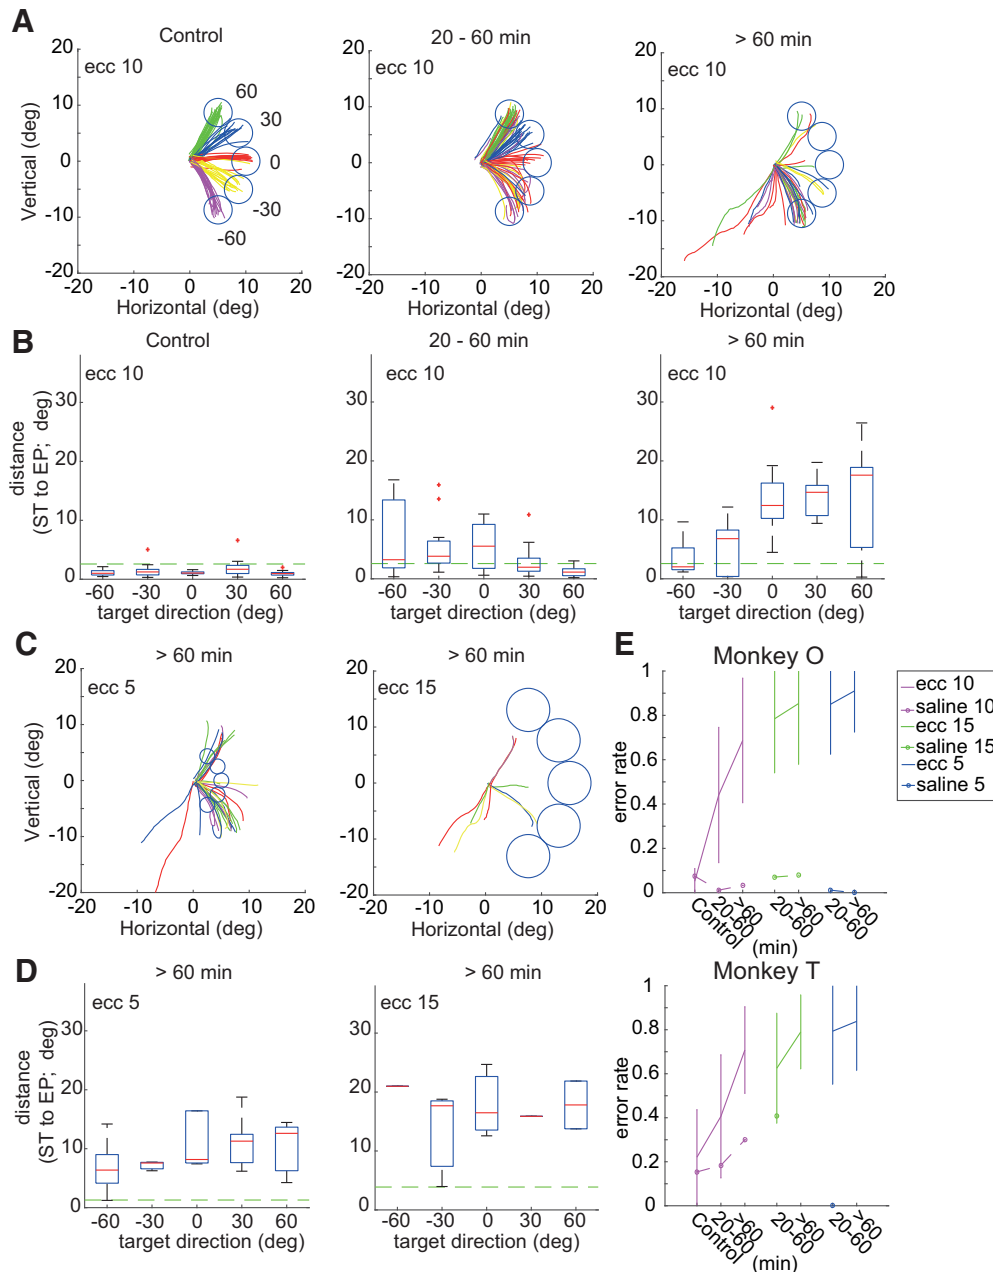 A
Control
20 - 60 min
> 60 min
ecc 10
ecc 10
ecc 10
20
10
0
-10
-20
Vertical (deg)
60
30
0
-30
-60
-20
-10
0
10
20
Horizontal (deg)
20
10
0
-10
-20
-20
-10
0
10
20
Horizontal (deg)
20
10
0
-10
-20
-20
-10
0
10
20
Horizontal (deg)
B
Control
20 - 60 min
> 60 min
ecc 10
ecc 10
ecc 10
distance
(ST to EP; deg)
30
20
10
0
-60
-30
0
30
60
target direction (deg)
30
20
10
0
-60
-30
0
30
60
target direction (deg)
30
20
10
0
-60
-30
0
30
60
target direction (deg)
C
> 60 min
> 60 min
ecc 5
ecc 15
Vertical (deg)
20
10
0
-10
-20
-20
-10
0
10
20
Horizontal (deg)
20
10
0
-10
-20
-20
-10
0
10
20
Horizontal (deg)
D
> 60 min
> 60 min
ecc 5
ecc 15
distance
(ST to EP; deg)
30
20
10
0
-60
-30
0
30
60
target direction (deg)
30
20
10
0
-60
-30
0
30
60
target direction (deg)
E
Monkey O
error rate
1
0.8
0.6
0.4
0.2
0
Control
20-60
>60
20-60
>60
20-60
>60
(min)
ecc 10
saline 10
ecc 15
saline 15
ecc 5
saline 5
Monkey T
error rate
1
0.8
0.6
0.4
0.2
0
Control
20-60
>60
20-60
>60
20-60
>60
(min)